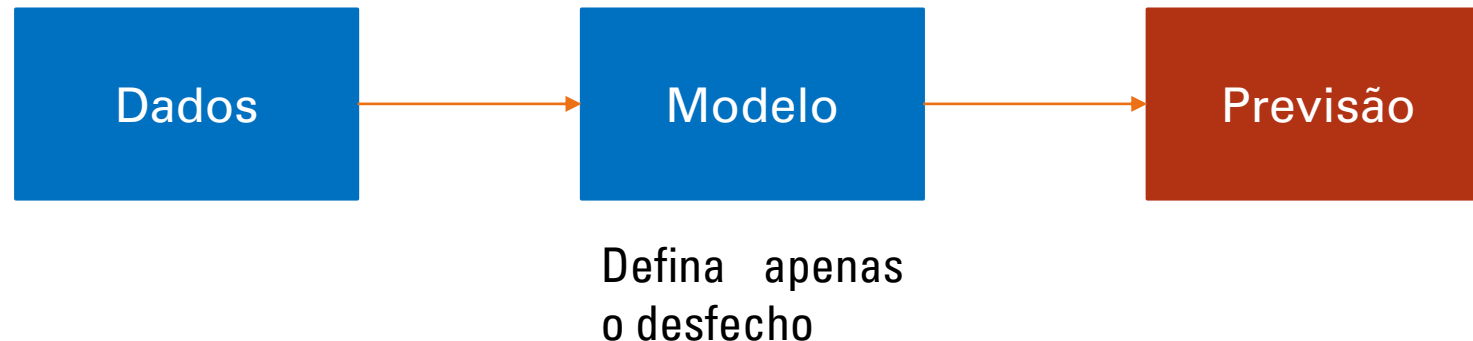 Dados
Modelo
Previsão
Defina apenas
o desfecho